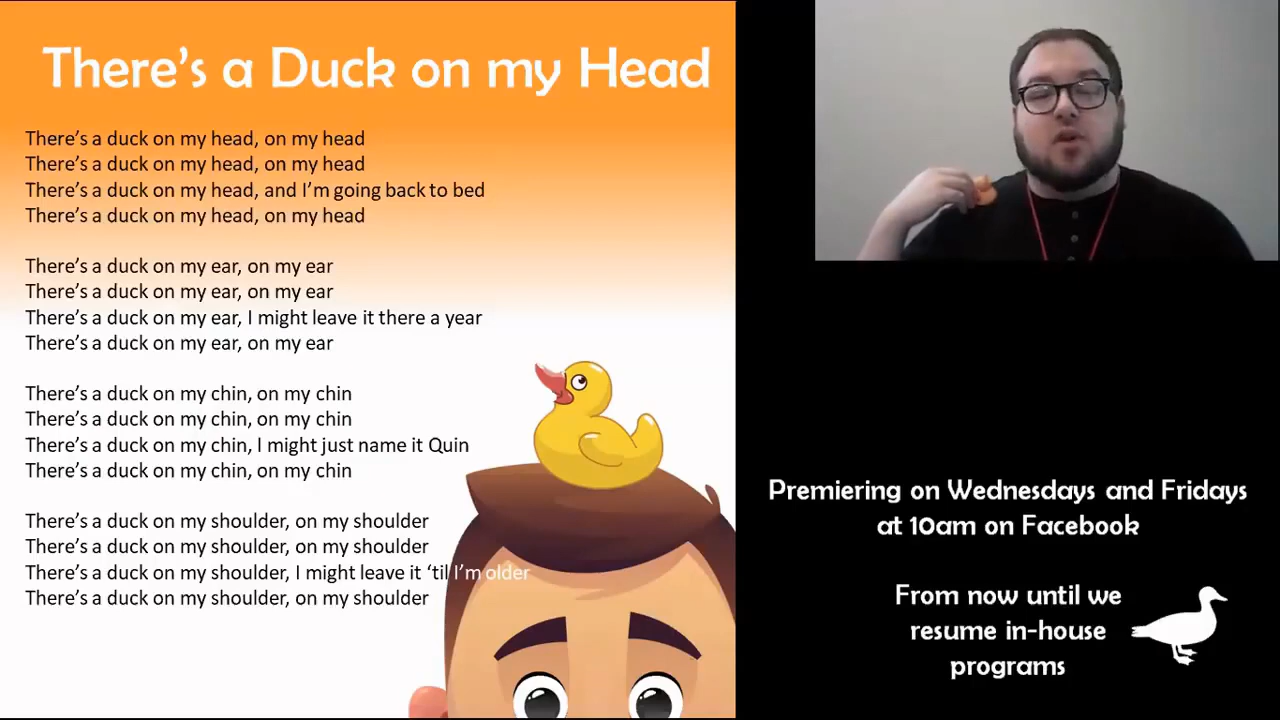 There's a Duck on my Head
There's a duck on my head, on my head
There's a duck on my head, on my head
There's a duck on my head, and I'm going back to bed
There's a duck on my head, on my head
There's a duck on my ear, on my ear
There's a duck on my ear, on my ear
There's a duck on my ear, I might leave it there a year
There's a duck on my ear, on my ear
There's a duck on my chin, on my chin
There's a duck on my chin, on my chin
There's a duck on my chin, I might just name it Quin
There's a duck on my chin, on my chin
There's a duck on my shoulder, on my shoulder
There's a duck on my shoulder, on my shoulder
There's a duck on my shoulder, I might leave it 'til I'm older
There's a duck on my shoulder, on my shoulder
Premiering on Wednesdays and Fridays
at 10am on Facebook
From now until we
resume in-house
programs